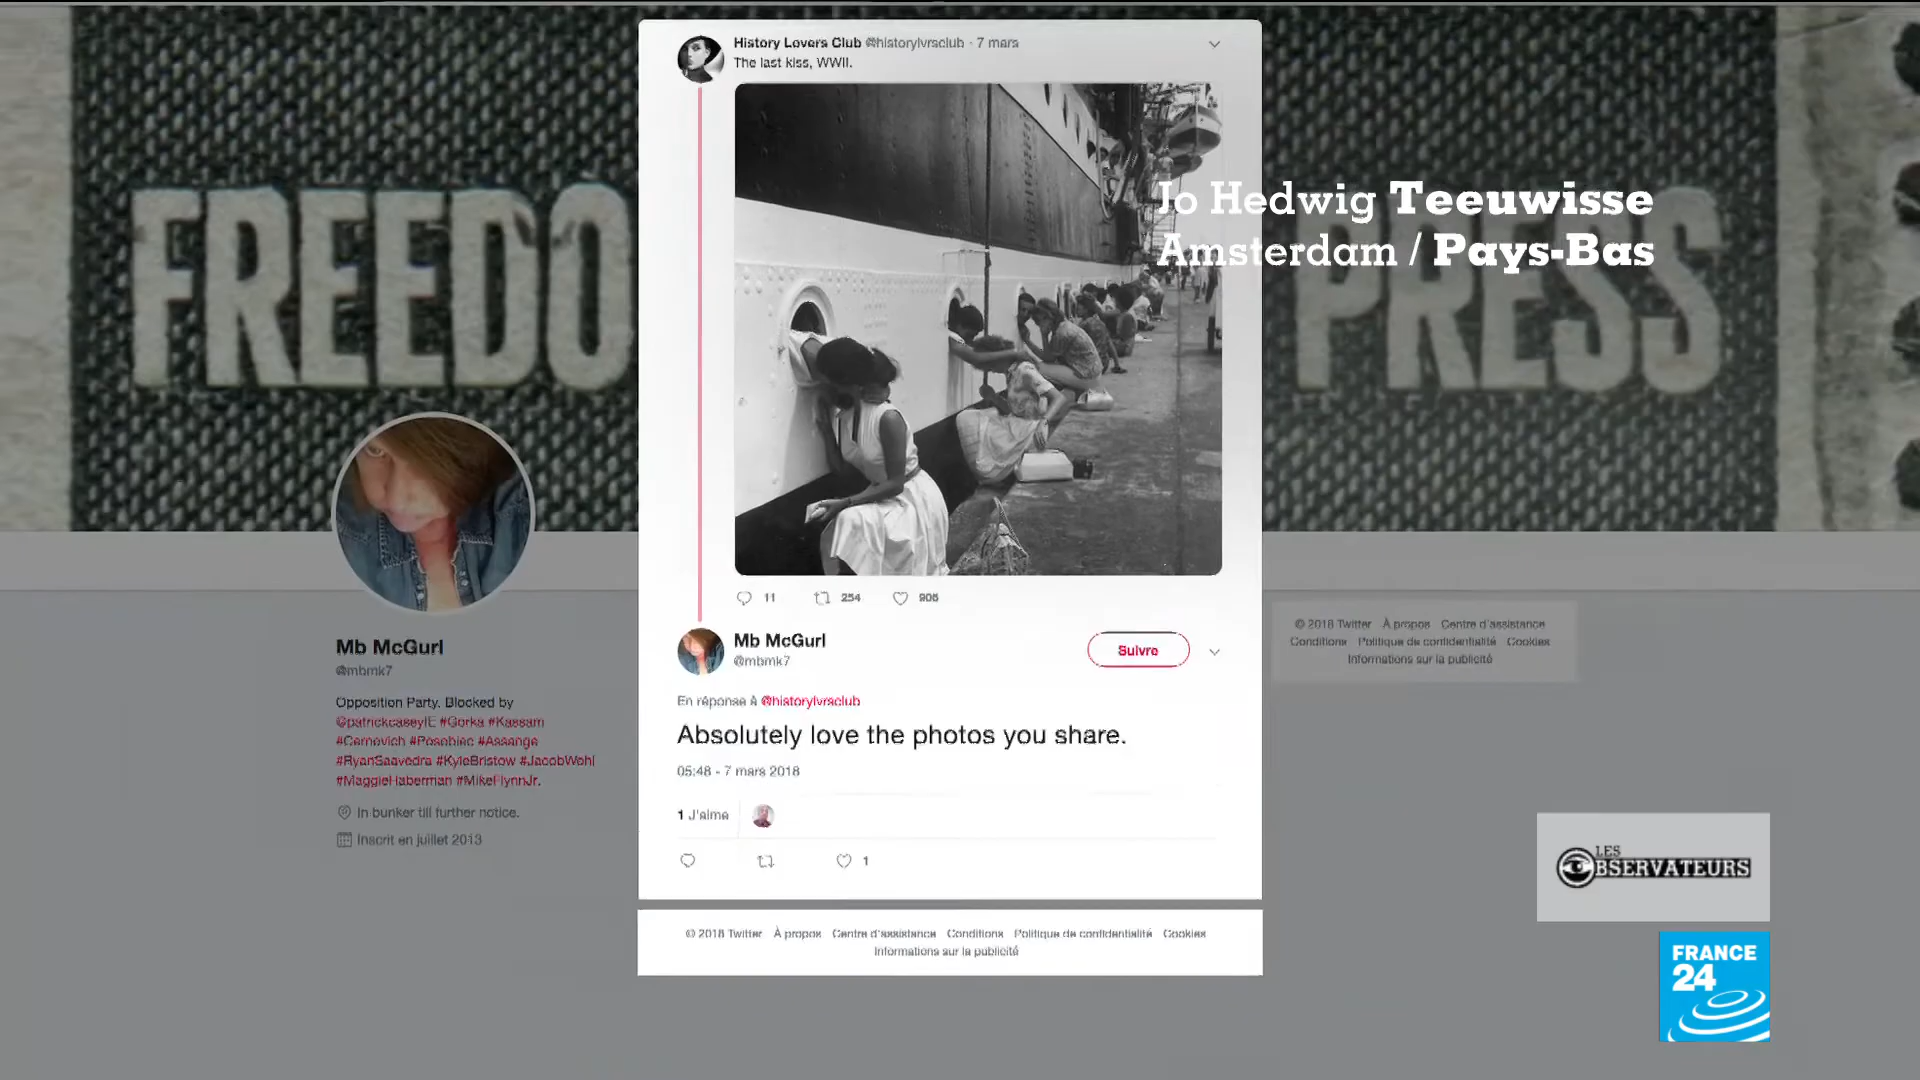 History Lovers Club @historylvrsclub · 7 mars
The last kiss, WWII.
Jo Hedwig Teeuwisse
Amsterdam / Pays-Bas
FREEDO
PRESS
11 254 906
Mb McGurl
@mbmk7
Suivre
En réponse à @historylvrsclub
Absolutely love the photos you share.
05:48 - 7 mars 2018
1 J'aime
1
© 2018 Twitter À propos Centre d'assistance Conditions Politique de confidentialité Cookies
Informations sur la publicité
Mb McGurl
@mbmk7
Opposition Party. Blocked by
@patrickcaseyIE #Gorka #Kassam
#Cernovich #Posobiec #Assange
#RyanSaavedra #KyleBristow #JacobWohl
#MaggieHaberman #MikeFlynnJr.
In bunker till further notice.
Inscrit en juillet 2013
© 2018 Twitter À propos Centre d'assistance
Conditions Politique de confidentialité Cookies
Informations sur la publicité
LES
OBSERVATEURS
FRANCE
24